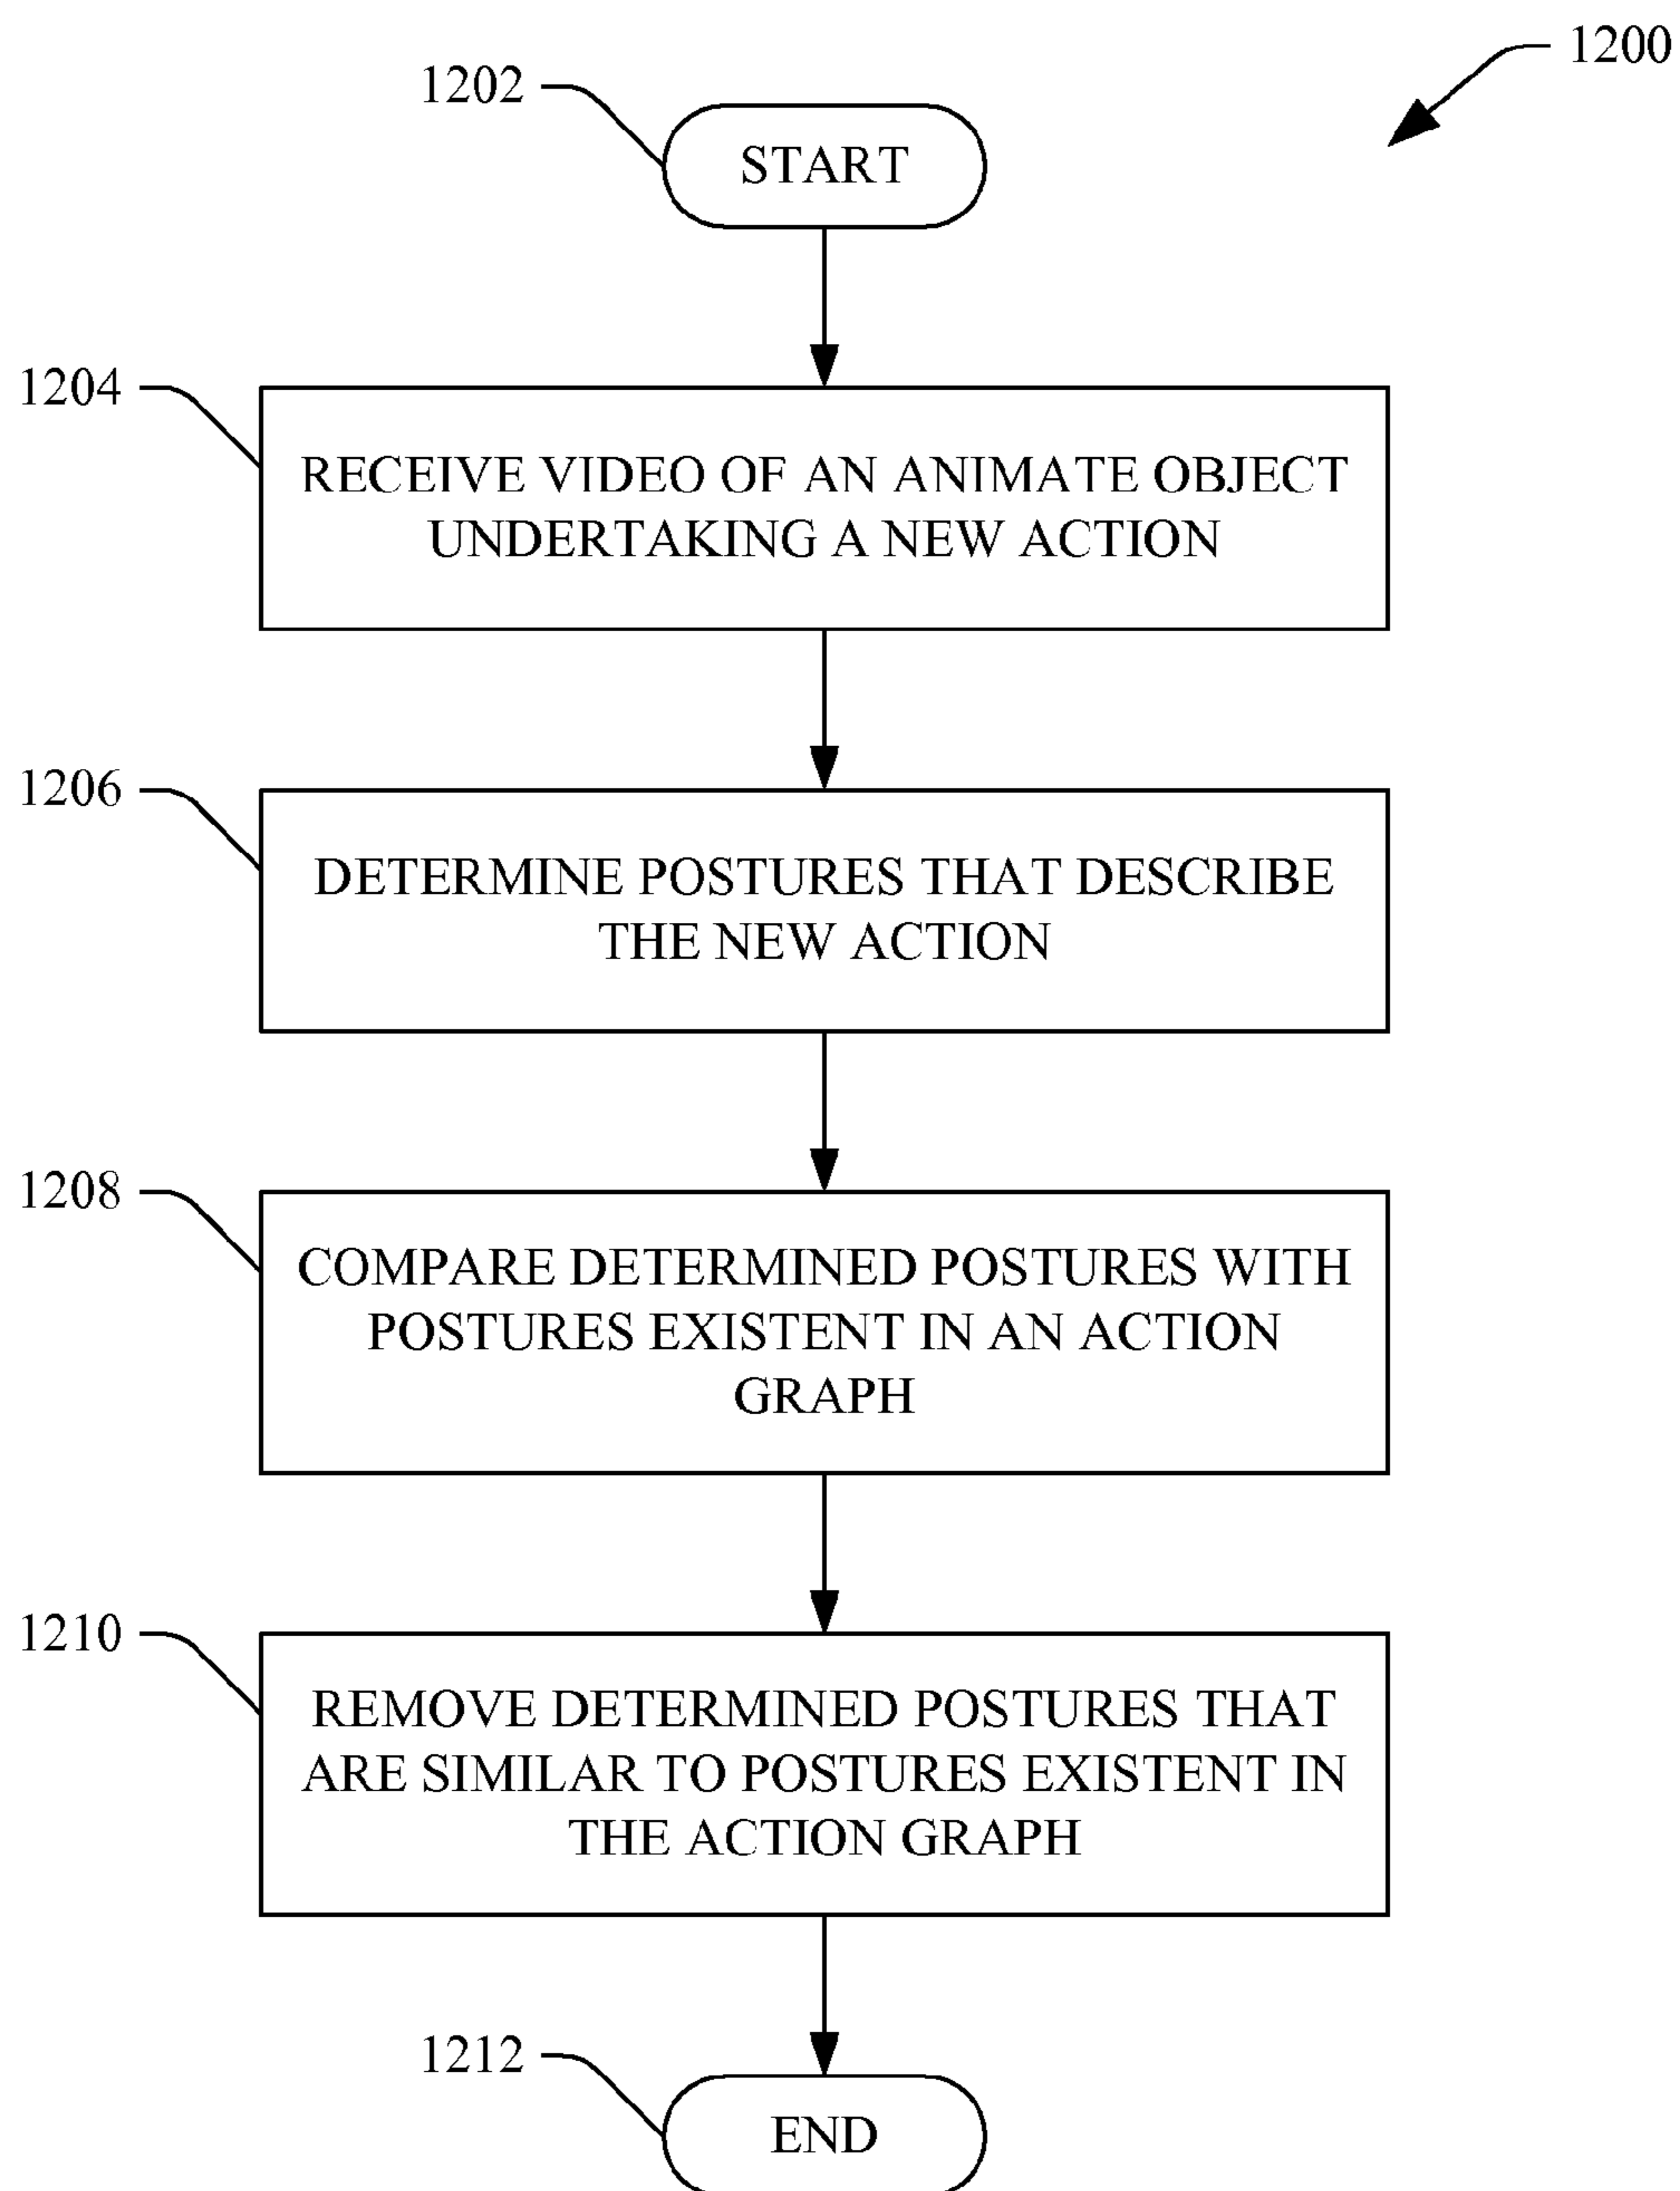 1200
1202
START
1204
RECEIVE VIDEO OF AN ANIMATE OBJECT
UNDERTAKING A NEW ACTION
1206
DETERMINE POSTURES THAT DESCRIBE
THE NEW ACTION
1208
COMPARE DETERMINED POSTURES WITH
POSTURES EXISTENT IN AN ACTION
GRAPH
1210
REMOVE DETERMINED POSTURES THAT
ARE SIMILAR TO POSTURES EXISTENT IN
THE ACTION GRAPH
1212
END